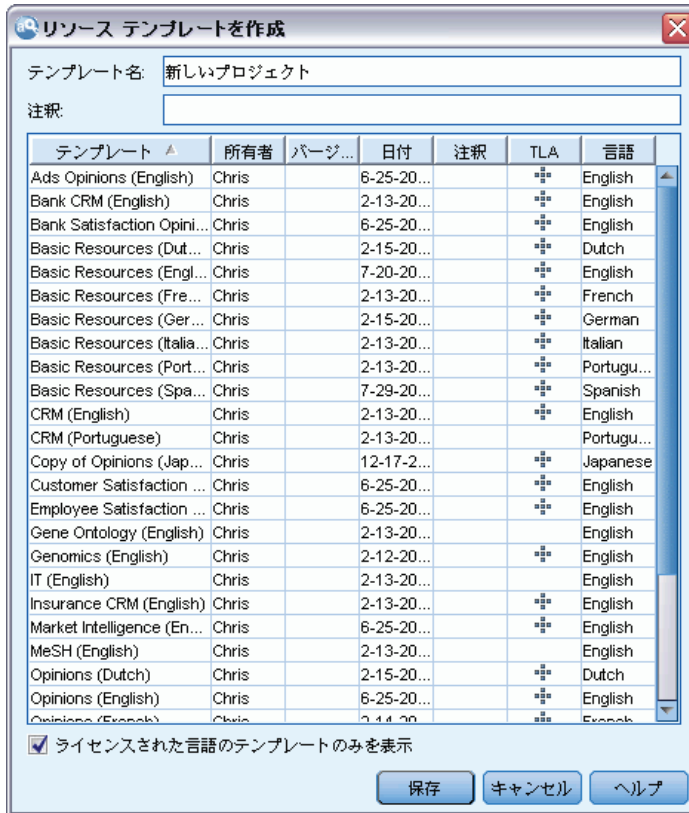 リソース テンプレートを作成
テンプレート名: 新しいプロジェクト
注釈:
テンプレート 所有者 バージ... 日付 注釈 TLA 言語
Ads Opinions (English) Chris 6-25-20... English
Bank CRM (English) Chris 2-13-20... English
Bank Satisfaction Opini... Chris 6-25-20... English
Basic Resources (Dut... Chris 2-15-20... Dutch
Basic Resources (Engl... Chris 7-20-20... English
Basic Resources (Fre... Chris 2-13-20... French
Basic Resources (Ger... Chris 2-15-20... German
Basic Resources (Italia... Chris 2-13-20... Italian
Basic Resources (Port... Chris 2-13-20... Portugu...
Basic Resources (Spa... Chris 7-29-20... Spanish
CRM (English) Chris 2-13-20... English
CRM (Portuguese) Chris 2-13-20... Portugu...
Copy of Opinions (Jap... Chris 12-17-2... Japanese
Customer Satisfaction ... Chris 6-25-20... English
Employee Satisfaction ... Chris 6-25-20... English
Gene Ontology (English) Chris 2-13-20... English
Genomics (English) Chris 2-12-20... English
IT (English) Chris 2-13-20... English
Insurance CRM (English) Chris 2-13-20... English
Market Intelligence (En... Chris 6-25-20... English
MeSH (English) Chris 2-13-20... English
Opinions (Dutch) Chris 2-15-20... Dutch
Opinions (English) Chris 6-25-20... English
Opinions (French) Chris 2-14-20... French
ライセンスされた言語のテンプレートのみを表示
保存 キャンセル ヘルプ